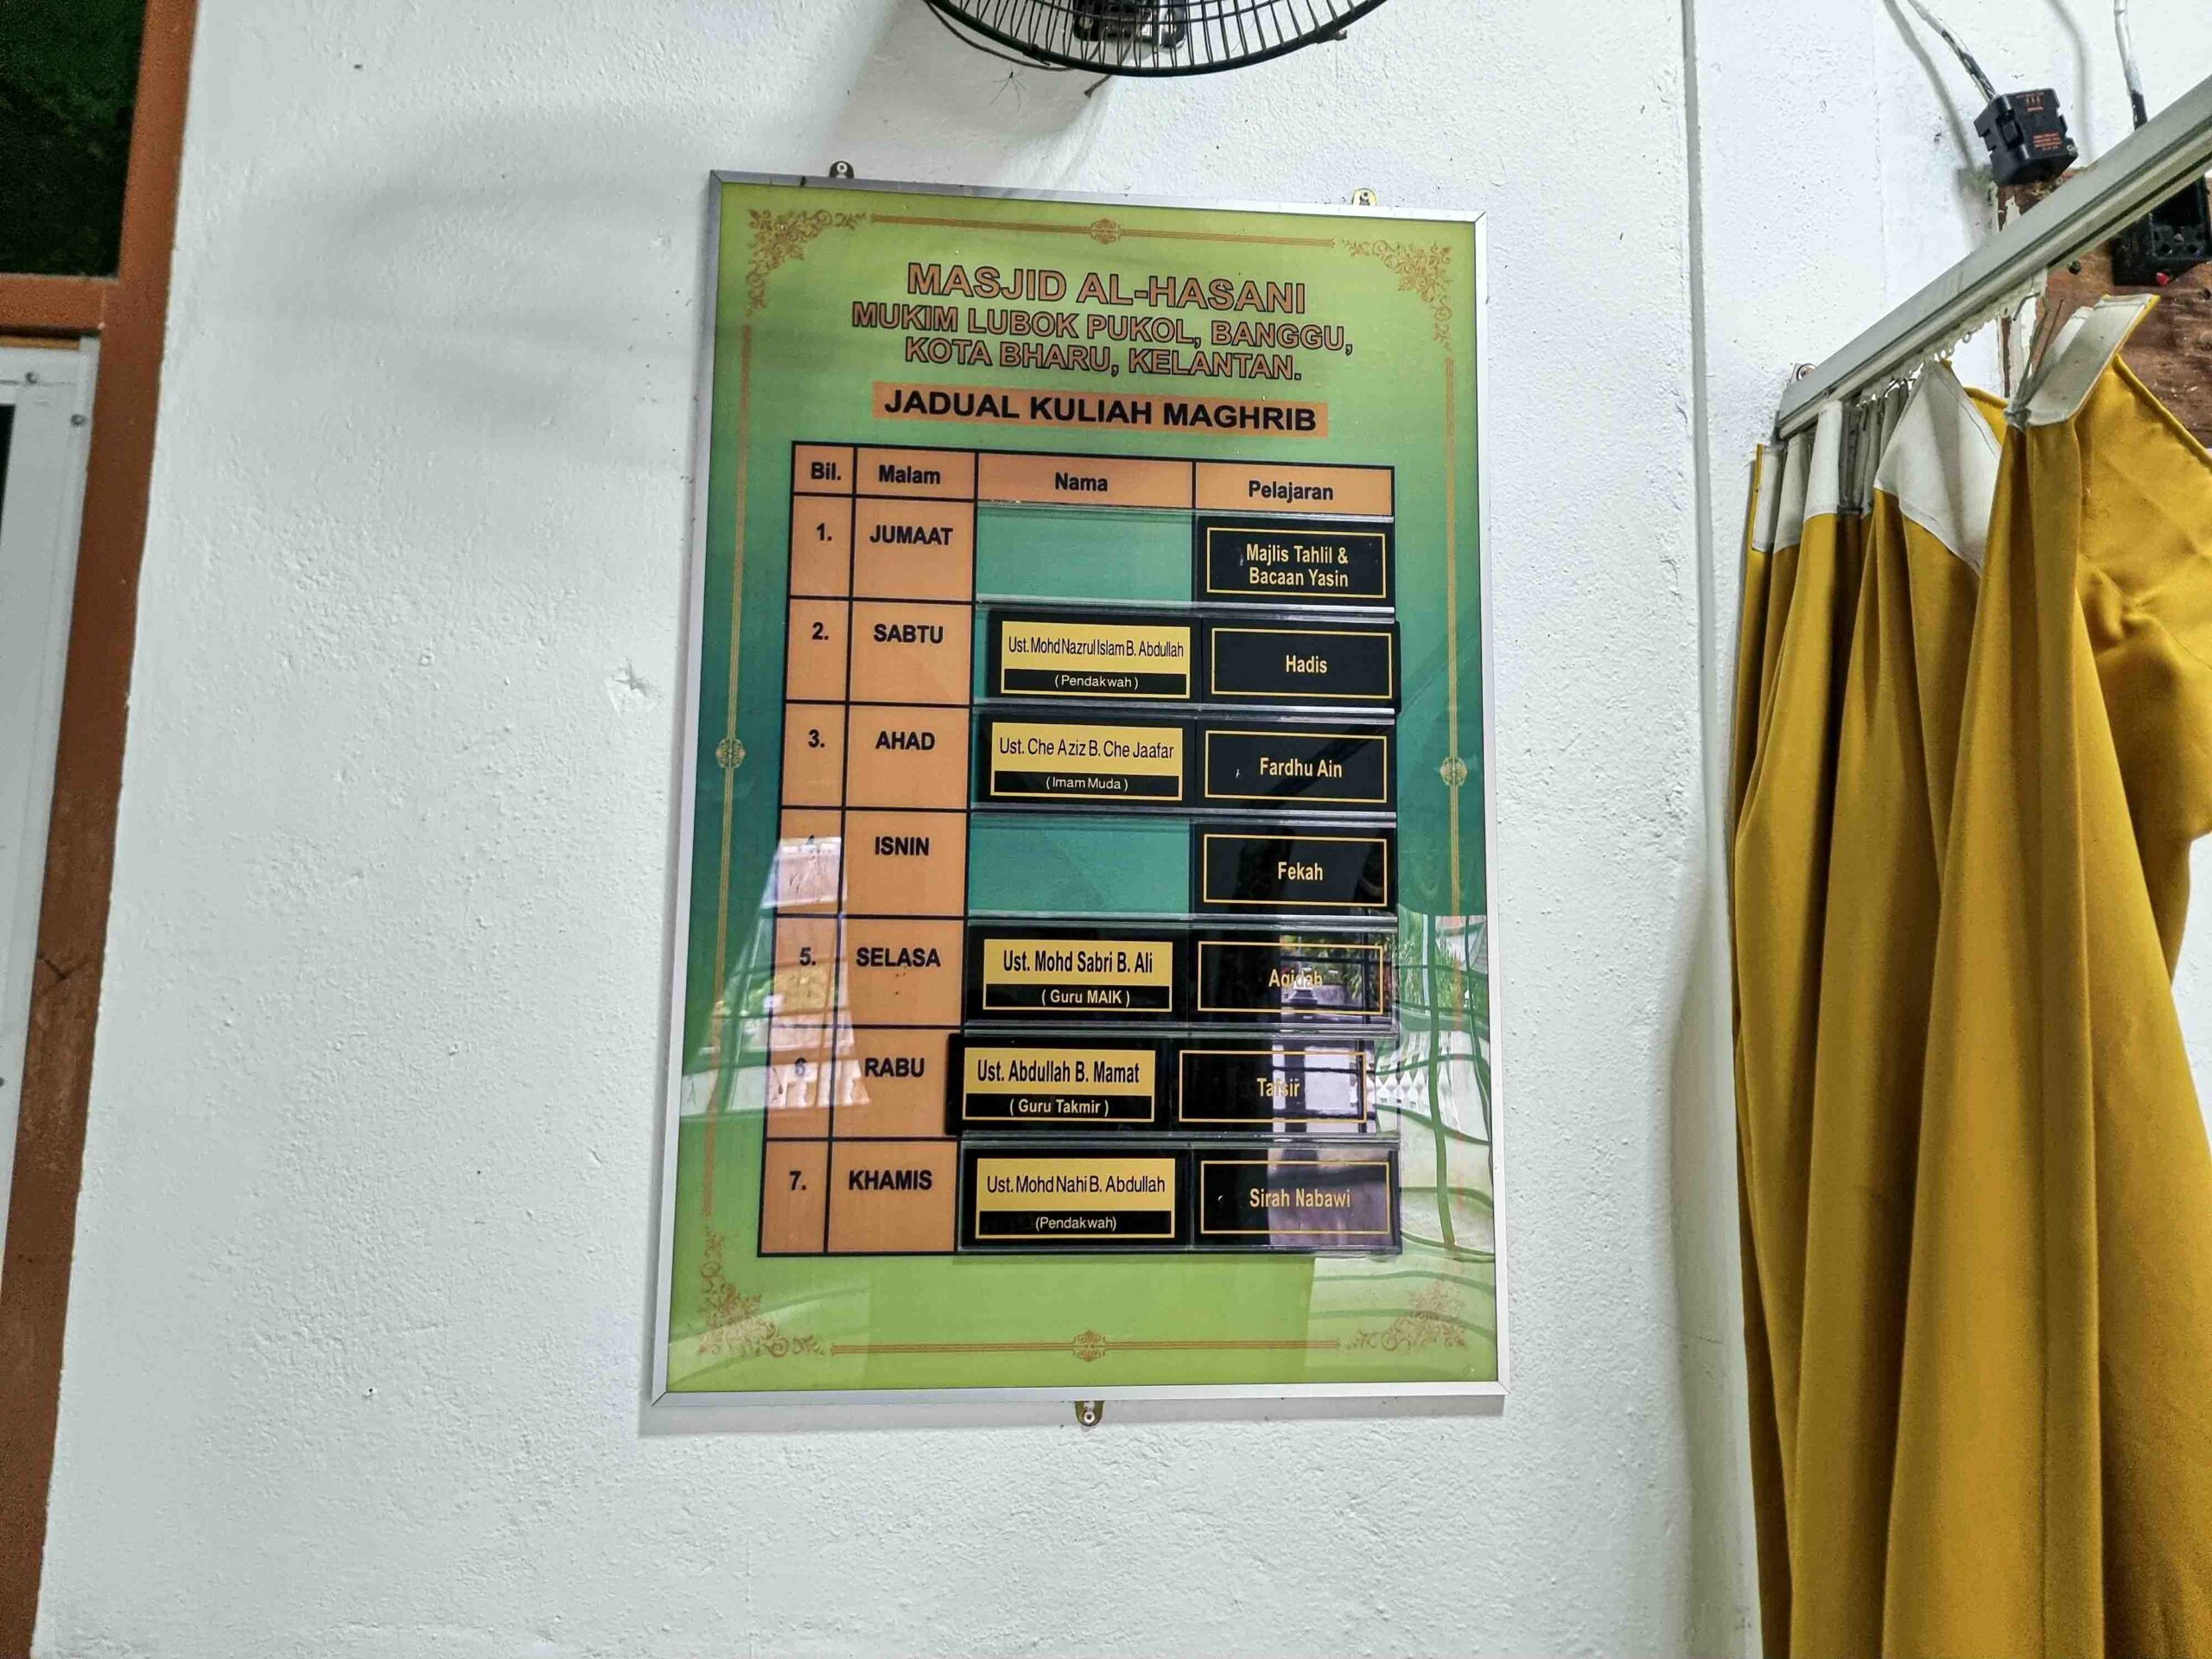 MASJID AL-HASANI
MUKIM LUBOK PUKOL, BANGGU,
KOTA BHARU, KELANTAN.
JADUAL KULIAH MAGHRIB
Bil. Malam Nama Pelajaran
1. JUMAAT Majlis Tahlil &
Bacaan Yasin
2. SABTU Ust. Mohd Nazrul Islam B. Abdullah Hadis
( Pendakwah )
3. AHAD Ust. Che Aziz B. Che Jaafar Fardhu Ain
( Imam Muda )
ISNIN Fekah
5. SELASA Ust. Mohd Sabri B. Ali Aqidah
( Guru MAIK )
6. RABU Ust. Abdullah B. Mamat Tafsir
( Guru Takmir )
7. KHAMIS Ust. Mohd Nahi B. Abdullah Sirah Nabawi
(Pendakwah)